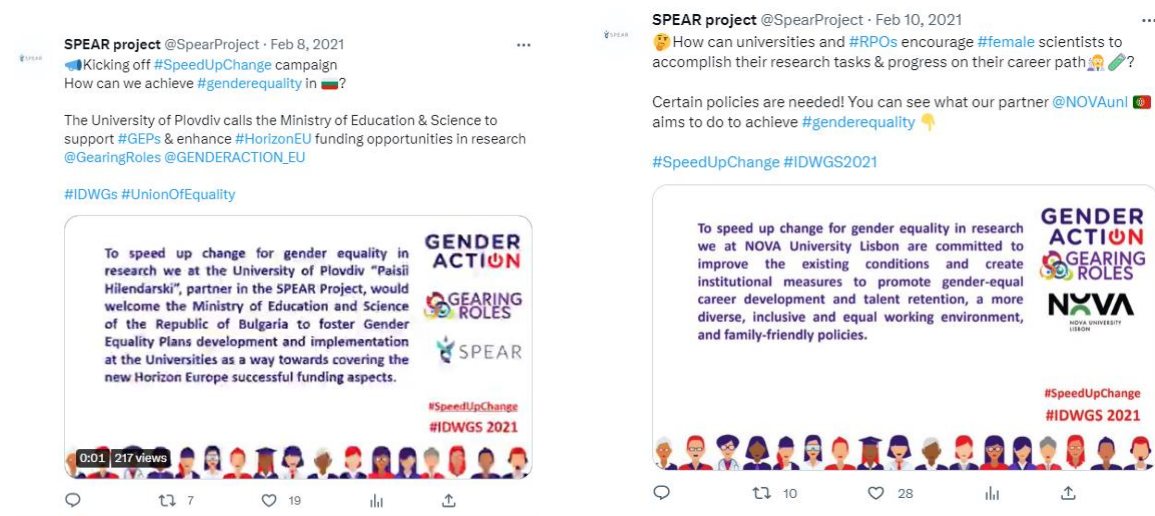 SPEAR project @SpearProject · Feb 8, 2021
SPEAR
📣Kicking off #SpeedUpChange campaign
How can we achieve #genderequality in 🇧🇬?
The University of Plovdiv calls the Ministry of Education & Science to
support #GEPs & enhance #HorizonEU funding opportunities in research
@GearingRoles @GENDERACTION_EU
#IDWGs #UnionOfEquality
To speed up change for gender equality in
research we at the University of Plovdiv "Paisii
Hilendarski", partner in the SPEAR Project, would
welcome the Ministry of Education and Science
of the Republic of Bulgaria to foster Gender
Equality Plans development and implementation
at the Universities as a way towards covering the
new Horizon Europe successful funding aspects.
GENDER
ACTION
GEARING
ROLES
SPEAR
#SpeedUpChange
#IDWGS 2021
0:01 217 views
7 19
SPEAR project @SpearProject · Feb 10, 2021
SPEAR
🤔How can universities and #RPOs encourage #female scientists to
accomplish their research tasks & progress on their career path👩‍🔬🧪?
Certain policies are needed! You can see what our partner @NOVAunl 🇵🇹
aims to do to achieve #genderequality 👇
#SpeedUpChange #IDWGS2021
To speed up change for gender equality in research
we at NOVA University Lisbon are committed to
improve the existing conditions and create
institutional measures to promote gender-equal
career development and talent retention, a more
diverse, inclusive and equal working environment,
and family-friendly policies.
GENDER
ACTION
GEARING
ROLES
NOVA
NOVA UNIVERSITY
LISBON
#SpeedUpChange
#IDWGS 2021
10 28